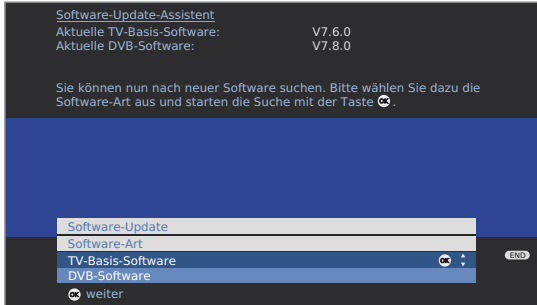 Software-Update-Assistent
Aktuelle TV-Basis-Software: V7.6.0
Aktuelle DVB-Software: V7.8.0
Sie können nun nach neuer Software suchen. Bitte wählen Sie dazu die
Software-Art aus und starten die Suche mit der Taste OK.
Software-Update
Software-Art
TV-Basis-Software OK
END
DVB-Software
OK weiter